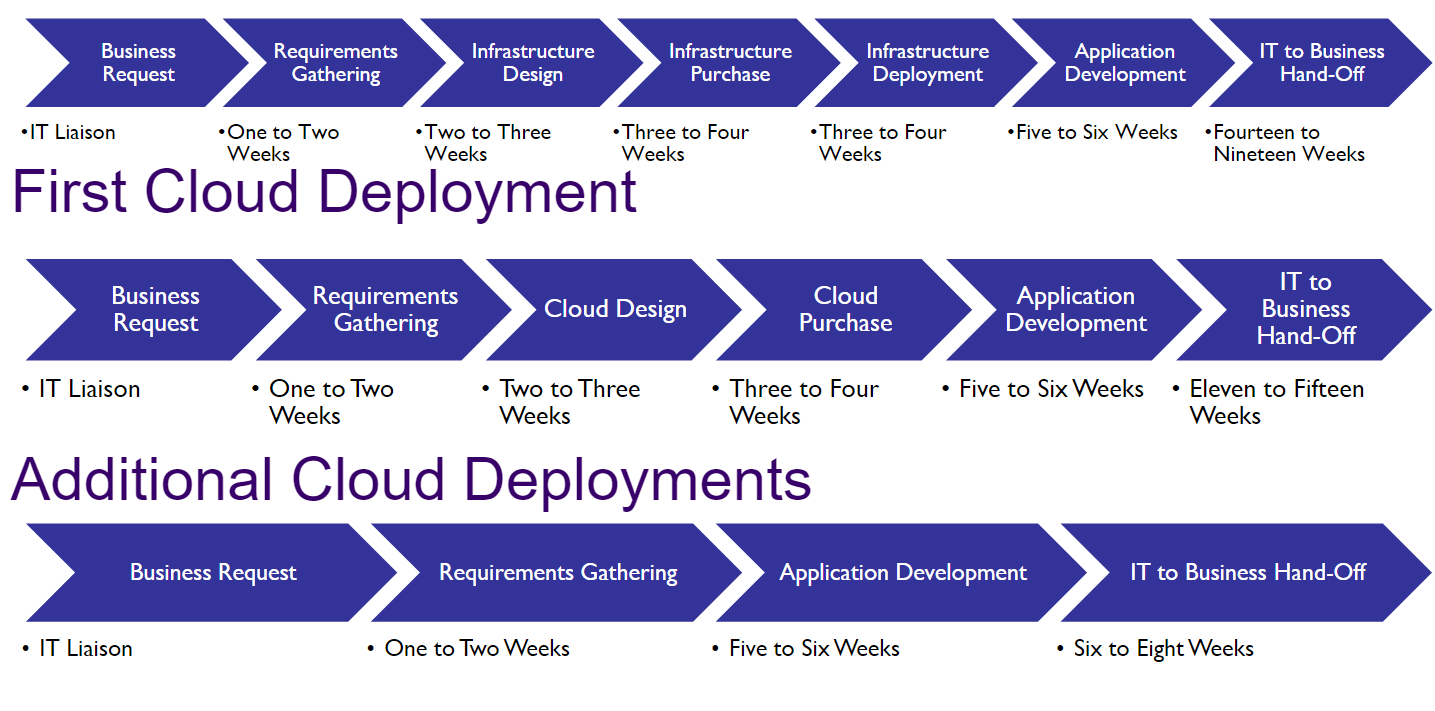 Business
Request
Requirements
Gathering
Infrastructure
Design
Infrastructure
Purchase
Infrastructure
Deployment
Application
Development
IT to Business
Hand-Off
•IT Liaison
•One to Two
Weeks
•Two to Three
Weeks
•Three to Four
Weeks
•Three to Four
Weeks
•Five to Six Weeks
•Fourteen to
Nineteen Weeks
First Cloud Deployment
Business
Request
Requirements
Gathering
Cloud Design
Cloud
Purchase
Application
Development
IT to
Business
Hand-Off
• IT Liaison
• One to Two
Weeks
• Two to Three
Weeks
• Three to Four
Weeks
• Five to Six Weeks
• Eleven to Fifteen
Weeks
Additional Cloud Deployments
Business Request
Requirements Gathering
Application Development
IT to Business Hand-Off
• IT Liaison
• One to Two Weeks
• Five to Six Weeks
• Six to Eight Weeks